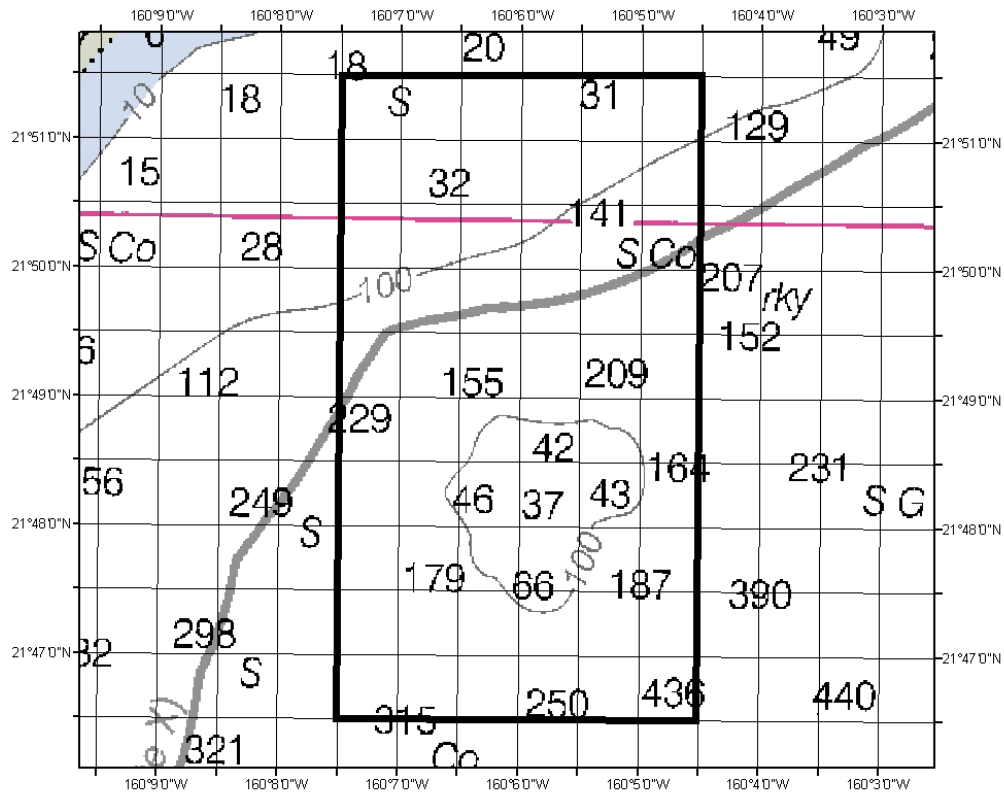 160°9'0"W 160°8'0"W 160°7'0"W 160°6'0"W 160°5'0"W 160°4'0"W 160°3'0"W
20 49
18
10 18 S 31
129
21°51'0"N 21°51'0"N
15 32
141
S Co 28 S Co
21°50'0"N 21°50'0"N
100 207 rky
152
6
112 155 209
21°49'0"N 21°49'0"N
229
42
56 164 231
249 46 37 43 S G
21°48'0"N S 21°48'0"N
100
179 66 187 390
298
32
21°47'0"N 21°47'0"N
S
436 440
250
315
e X)
321 Co
160°9'0"W 160°8'0"W 160°7'0"W 160°6'0"W 160°5'0"W 160°4'0"W 160°3'0"W